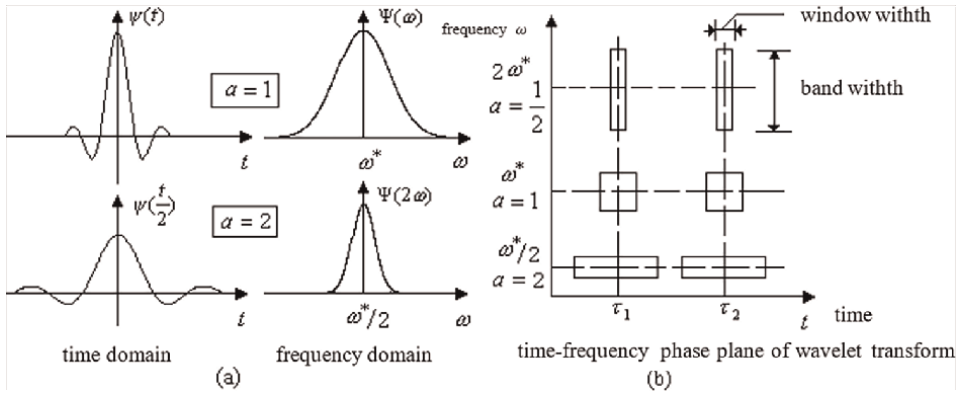 ψ(t)
Ψ(ω)
a = 1
t
ω*
ω
ψ(t/2)
Ψ(2ω)
a = 2
t
ω*/2
ω
time domain
frequency domain
(a)
frequency ω
window withth
2ω*
a = 1/2
band withth
ω*
a = 1
ω*/2
a = 2
τ1
τ2
t
time
time-frequency phase plane of wavelet transform
(b)